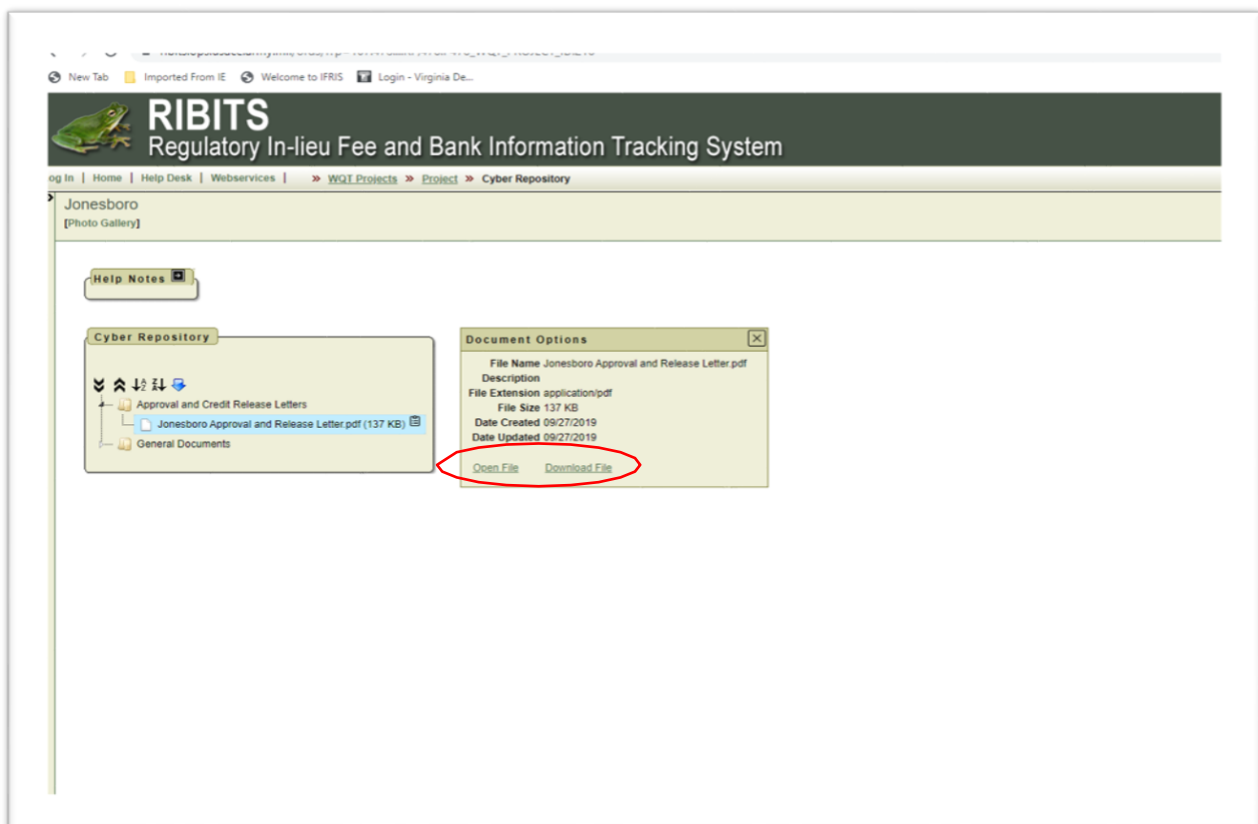 New Tab Imported From IE Welcome to IFRIS Login - Virginia De...
RIBITS
Regulatory In-lieu Fee and Bank Information Tracking System
og In | Home | Help Desk | Webservices | » WQT Projects » Project » Cyber Repository
Jonesboro
[Photo Gallery]
Help Notes
Cyber Repository
Approval and Credit Release Letters
Jonesboro Approval and Release Letter.pdf (137 KB)
General Documents
Document Options
File Name Jonesboro Approval and Release Letter.pdf
Description
File Extension application/pdf
File Size 137 KB
Date Created 09/27/2019
Date Updated 09/27/2019
Open File Download File